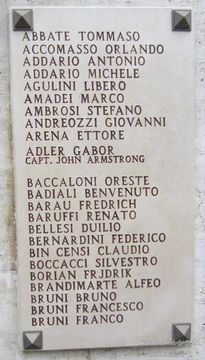 ABBATE TOMMASO
ACCOMASSO ORLANDO
ADDARIO ANTONIO
ADDARIO MICHELE
AGULINI LIBERO
AMADEI MARCO
AMBROSI STEFANO
ANDREOZZI GIOVANNI
ARENA ETTORE
ADLER GABOR
CAPT. JOHN ARMSTRONG
BACCALONI ORESTE
BADIALI BENVENUTO
BARAU FREDRICH
BARUFFI RENATO
BELLESI DUILIO
BERNARDINI FEDERICO
BIN CENSI CLAUDIO
BOCCACCI SILVESTRO
BORIAN FRJDRIK
BRANDIMARTE ALFEO
BRUNI BRUNO
BRUNI FRANCESCO
BRUNI FRANCO